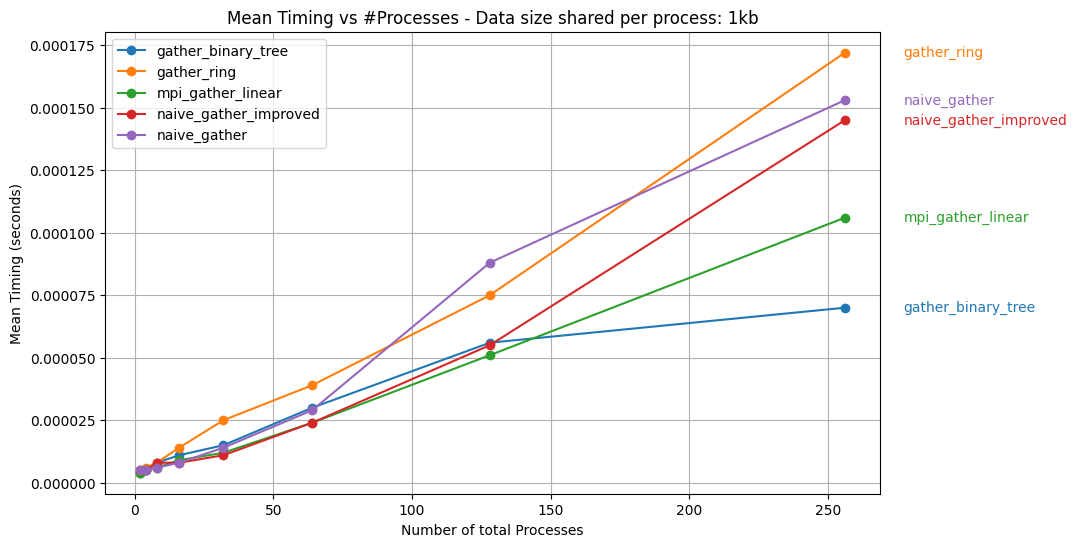 Mean Timing vs #Processes - Data size shared per process: 1kb
gather_binary_tree
gather_ring
mpi_gather_linear
naive_gather_improved
naive_gather
0.000175
0.000150
0.000125
0.000100
0.000075
0.000050
0.000025
0.000000
Mean Timing (seconds)
0
50
100
150
200
250
Number of total Processes
gather_ring
naive_gather
naive_gather_improved
mpi_gather_linear
gather_binary_tree